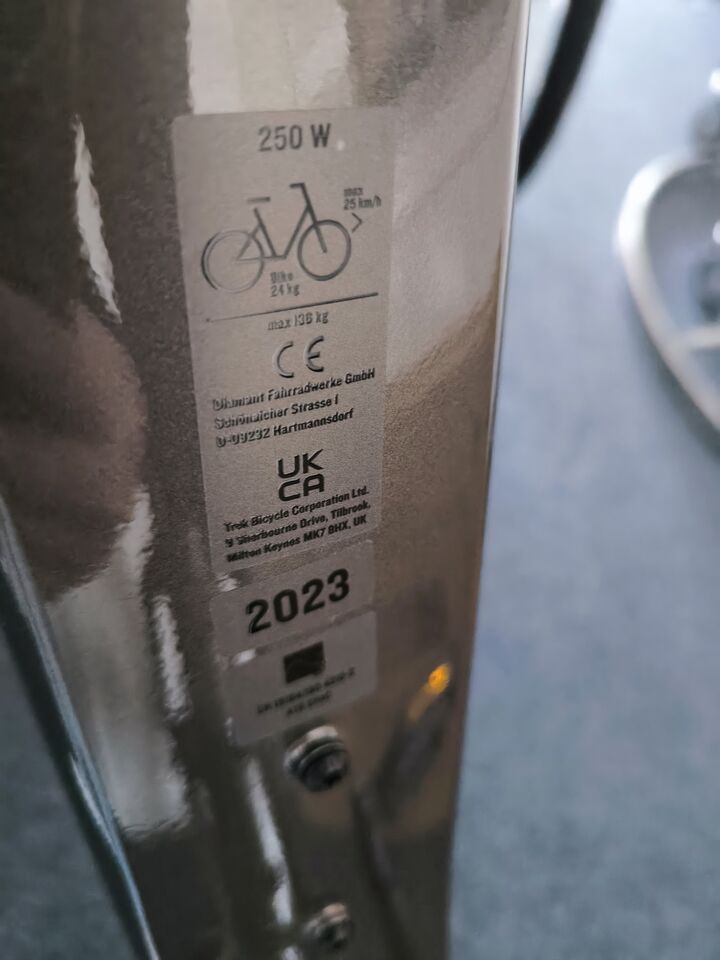 250 W
max
25 km/h
Bike
24 kg
max 136 kg
CE
Diamant Fahrradwerke GmbH
Schönaicher Strasse 1
D-09232 Hartmannsdorf
UK
CA
Trek Bicycle Corporation Ltd.
9 Sherbourne Drive, Tilbrook,
Milton Keynes MK7 8HX, UK
2023